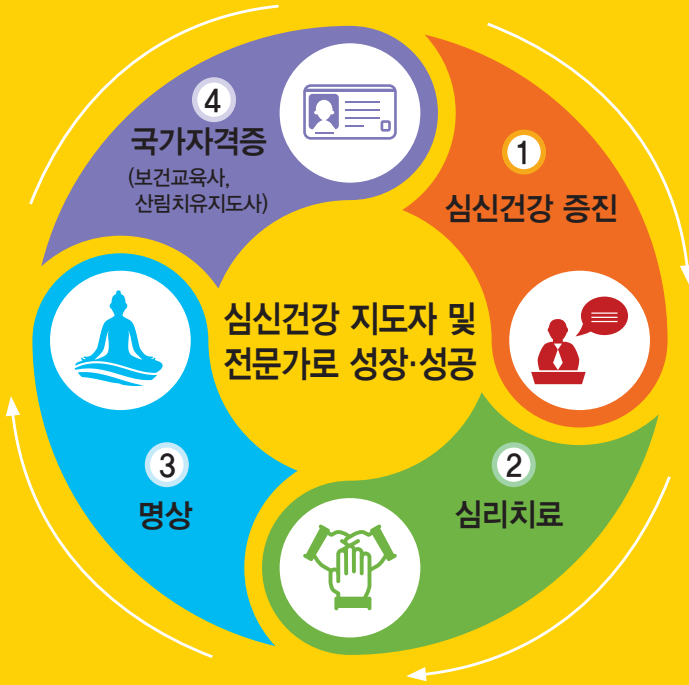 심신건강 지도자 및
전문가로 성장·성공
1
심신건강 증진
2
심리치료
3
명상
4
국가자격증
(보건교육사,
산림치유지도사)